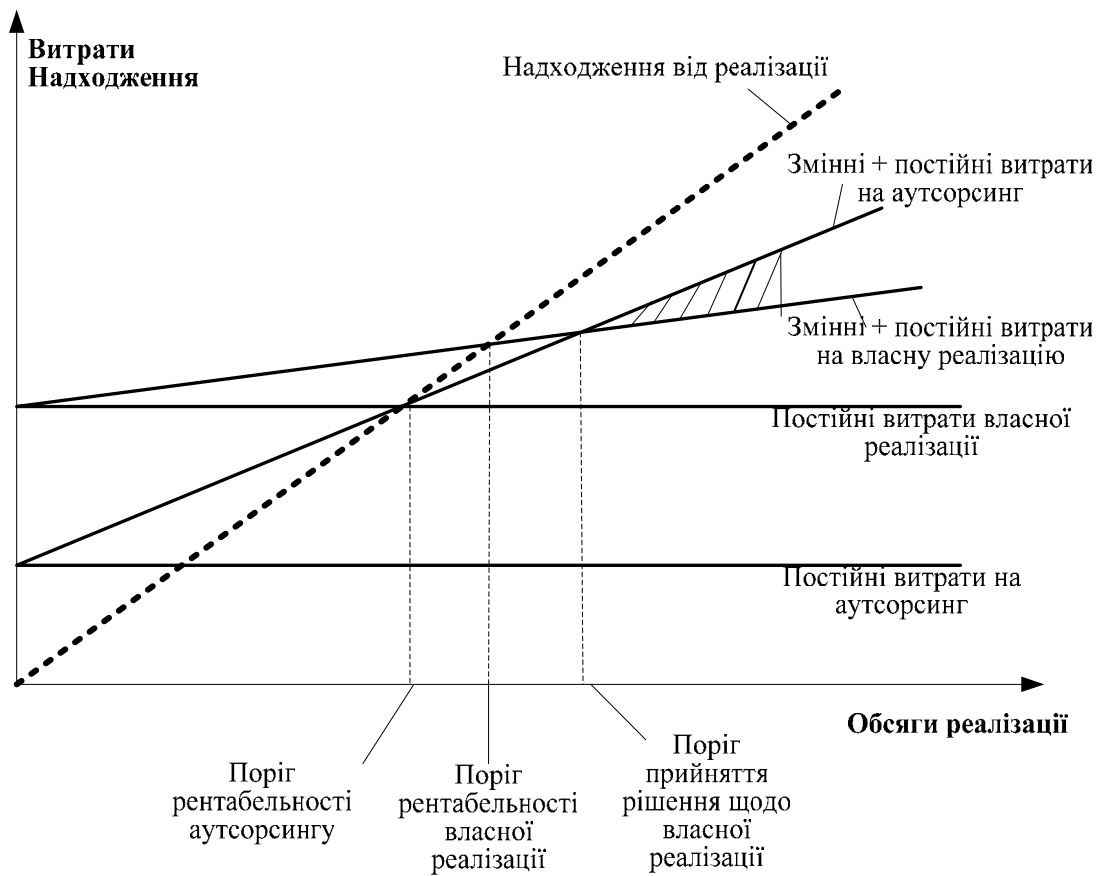 Витрати
Надходження
Надходження від реалізації
Змінні + постійні витрати
на аутсорсинг
Змінні + постійні витрати
на власну реалізацію
Постійні витрати власної
реалізації
Постійні витрати на
аутсорсинг
Обсяги реалізації
Поріг
рентабельності
аутсорсингу
Поріг
рентабельності
власної
реалізації
Поріг
прийняття
рішення щодо
власної
реалізації